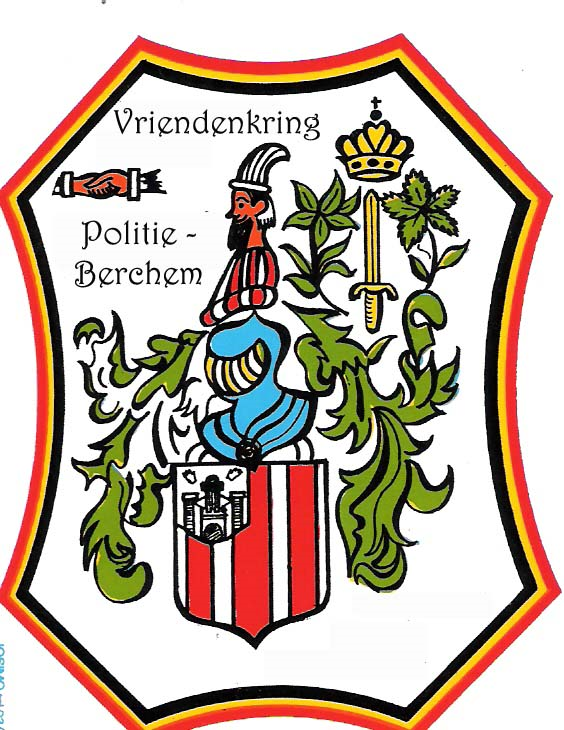 Vriendenkring
Politie -
Berchem